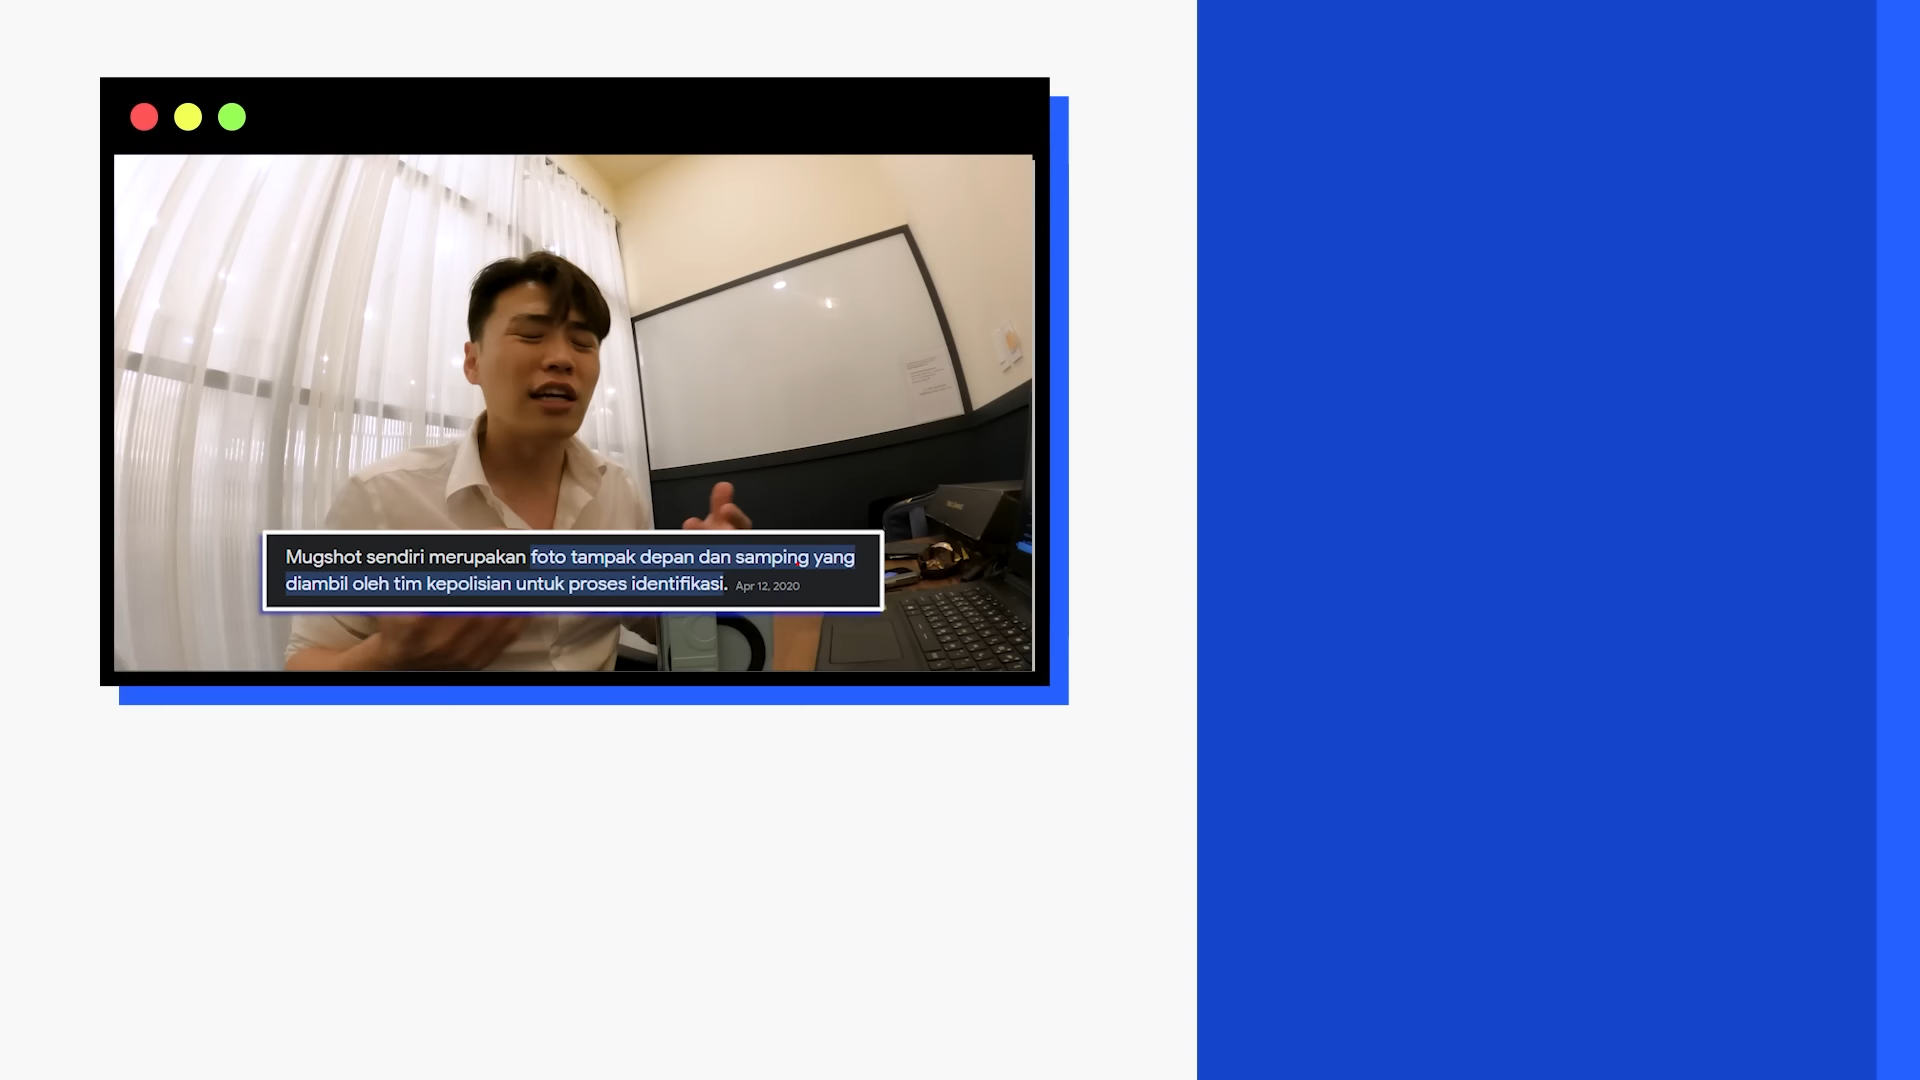 Mugshot sendiri merupakan foto tampak depan dan samping yang
diambil oleh tim kepolisian untuk proses identifikasi. Apr 12, 2020